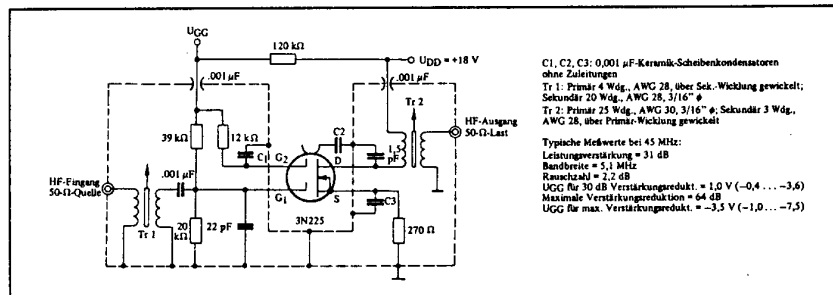 UGG
120 kΩ
UDD = +18 V
.001 µF
.001 µF
Tr 2
39 kΩ
12 kΩ
C1
C2
1,5 pF
HF-Ausgang
50-Ω-Last
G2
D
.001 µF
HF-Eingang
50-Ω-Quelle
G1
S
C3
3N225
Tr 1
20 kΩ
22 pF
270 Ω
C1, C2, C3: 0,001 µF-Keramik-Scheibenkondensatoren
ohne Zuleitungen
Tr 1: Primär 4 Wdg., AWG 28, über Sek.-Wicklung gewickelt;
Sekundär 20 Wdg., AWG 28, 3/16" ϕ
Tr 2: Primär 25 Wdg., AWG 30, 3/16" ϕ; Sekundär 3 Wdg.,
AWG 28, über Primär-Wicklung gewickelt
Typische Meßwerte bei 45 MHz:
Leistungsverstärkung = 31 dB
Bandbreite = 5,1 MHz
Rauschzahl = 2,2 dB
UGG für 30 dB Verstärkungsredukt. = 1,0 V (−0,4 ... −3,6)
Maximale Verstärkungsreduktion = 64 dB
UGG für max. Verstärkungsredukt. = −3,5 V (−1,0 ... −7,5)